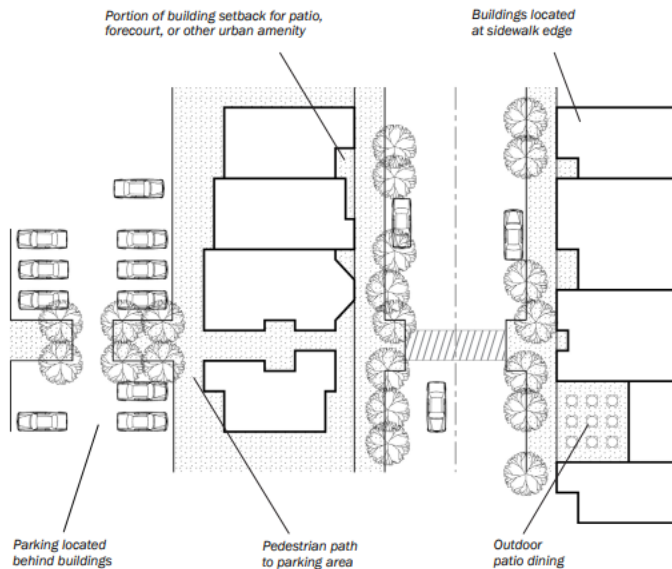 Portion of building setback for patio,
forecourt, or other urban amenity
Buildings located
at sidewalk edge
Parking located
behind buildings
Pedestrian path
to parking area
Outdoor
patio dining